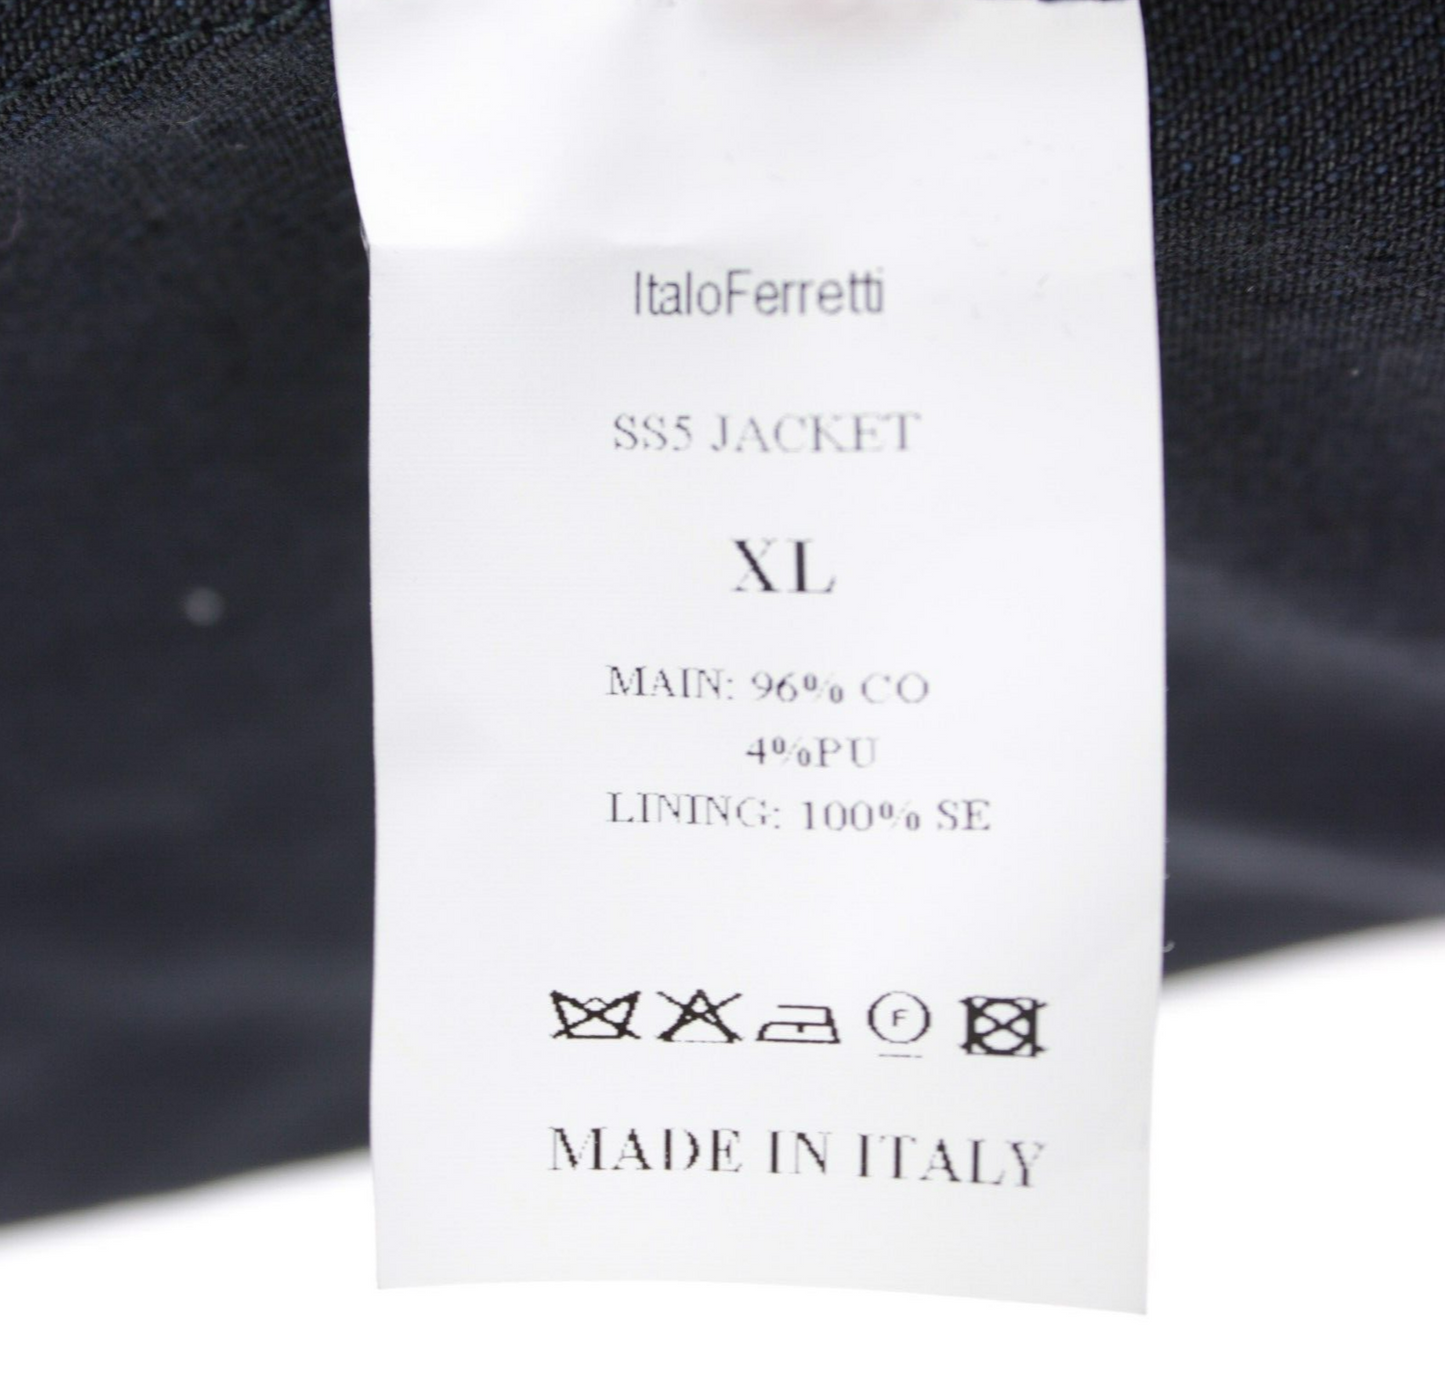 ItaloFerretti
SS5 JACKET
XL
MAIN: 96% CO
4%PU
LINING: 100% SE
F
MADE IN ITALY